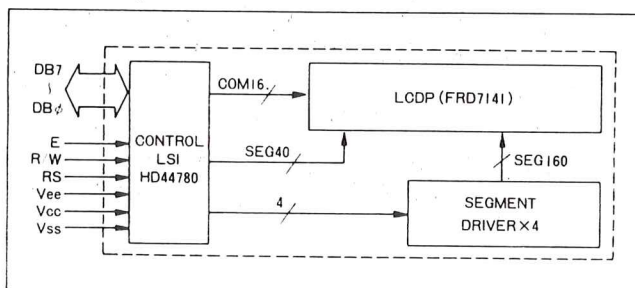 DB7
~
DBφ
E
R/W
RS
Vee
Vcc
Vss
CONTROL
LSI
HD44780
COM16.
SEG40
4
LCDP (FRD7141)
SEG160
SEGMENT
DRIVER×4